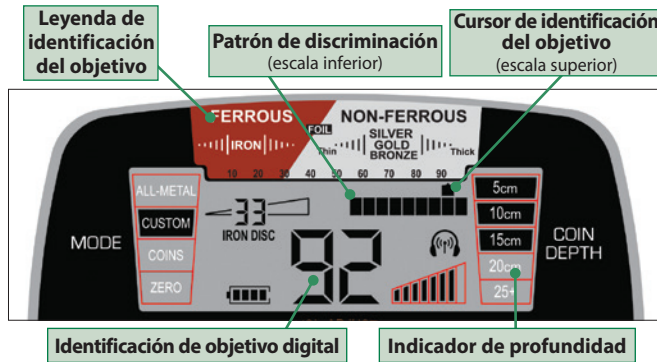 Leyenda de
identificación
del objetivo
Patrón de discriminación
(escala inferior)
Cursor de identificación
del objetivo
(escala superior)
FERROUS
NON-FERROUS
IRON
FOIL
Thin
SILVER
GOLD
BRONZE
Thick
10 20 30 40 50 60 70 80 90
MODE
ALL-METAL
CUSTOM
COINS
ZERO
33
IRON DISC
92
5cm
10cm
15cm
20cm
25+
COIN
DEPTH
Identificación de objetivo digital
Indicador de profundidad